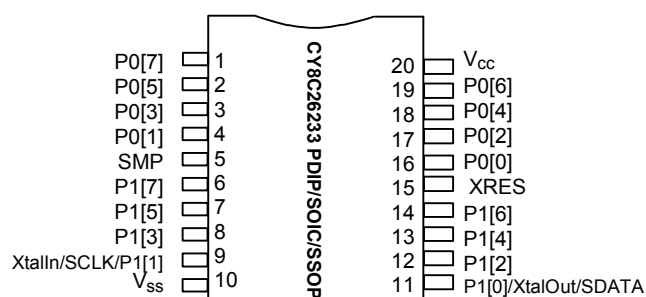 P0[7] 1
P0[5] 2
P0[3] 3
P0[1] 4
SMP 5
P1[7] 6
P1[5] 7
P1[3] 8
XtalIn/SCLK/P1[1] 9
Vss 10
CY8C26233 PDIP/SOIC/SSOP
20 Vcc
19 P0[6]
18 P0[4]
17 P0[2]
16 P0[0]
15 XRES
14 P1[6]
13 P1[4]
12 P1[2]
11 P1[0]/XtalOut/SDATA